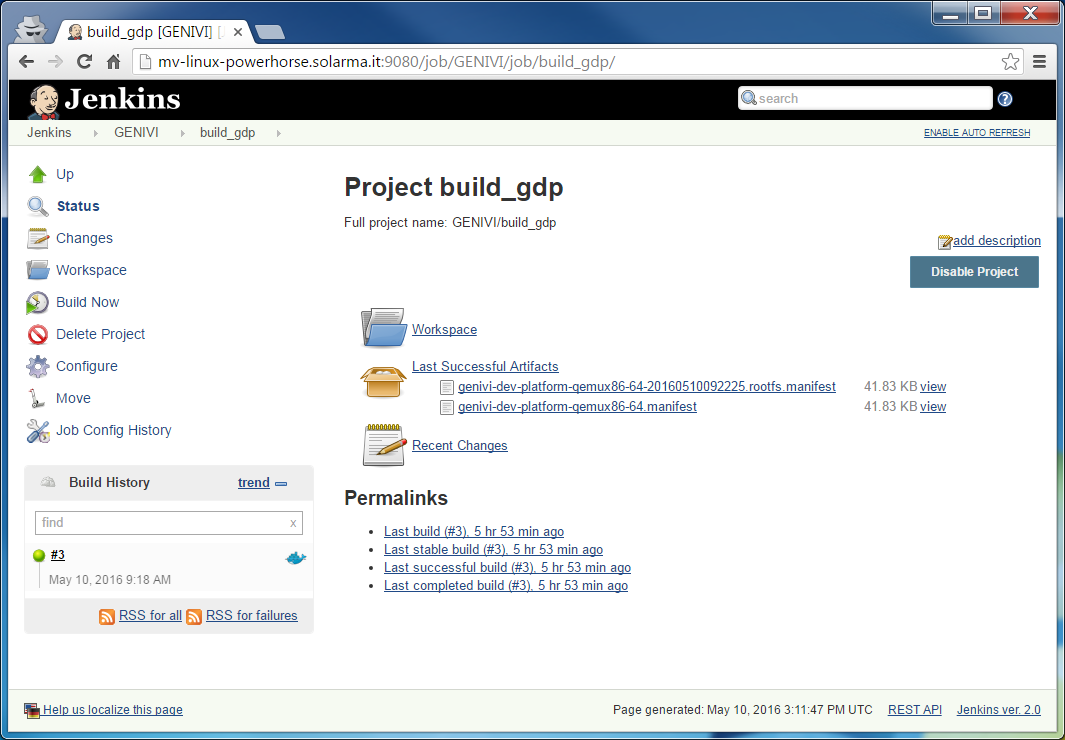 build_gdp [GENIVI] [
mv-linux-powerhorse.solarma.it:9080/job/GENIVI/job/build_gdp/
Jenkins
search
Jenkins GENIVI build_gdp
ENABLE AUTO REFRESH
Up
Status
Changes
Workspace
Build Now
Delete Project
Configure
Move
Job Config History
Build History trend
find x
#3
May 10, 2016 9:18 AM
RSS for all RSS for failures
Project build_gdp
Full project name: GENIVI/build_gdp
add description
Disable Project
Workspace
Last Successful Artifacts
genivi-dev-platform-qemux86-64-20160510092225.rootfs.manifest 41.83 KB view
genivi-dev-platform-qemux86-64.manifest 41.83 KB view
Recent Changes
Permalinks
Last build (#3), 5 hr 53 min ago
Last stable build (#3), 5 hr 53 min ago
Last successful build (#3), 5 hr 53 min ago
Last completed build (#3), 5 hr 53 min ago
Help us localize this page
Page generated: May 10, 2016 3:11:47 PM UTC REST API Jenkins ver. 2.0